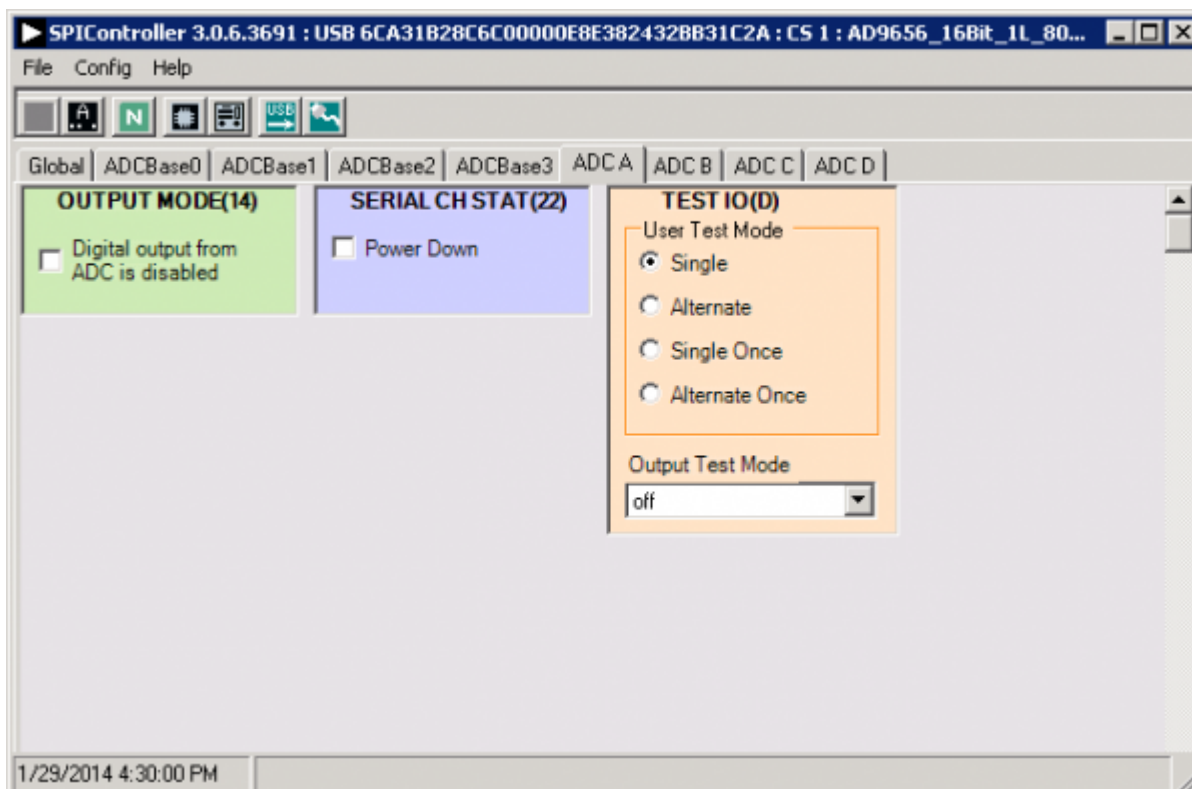 SPIController 3.0.6.3691 : USB 6CA31B28C6C00000E8E382432BB31C2A : CS 1 : AD9656_16Bit_1L_80...
File Config Help
A N USB
Global ADCBase0 ADCBase1 ADCBase2 ADCBase3 ADC A ADC B ADC C ADC D
OUTPUT MODE(14) SERIAL CH STAT(22) TEST IO(D)
User Test Mode
Digital output from Power Down Single
ADC is disabled
Alternate
Single Once
Alternate Once
Output Test Mode
off
1/29/2014 4:30:00 PM